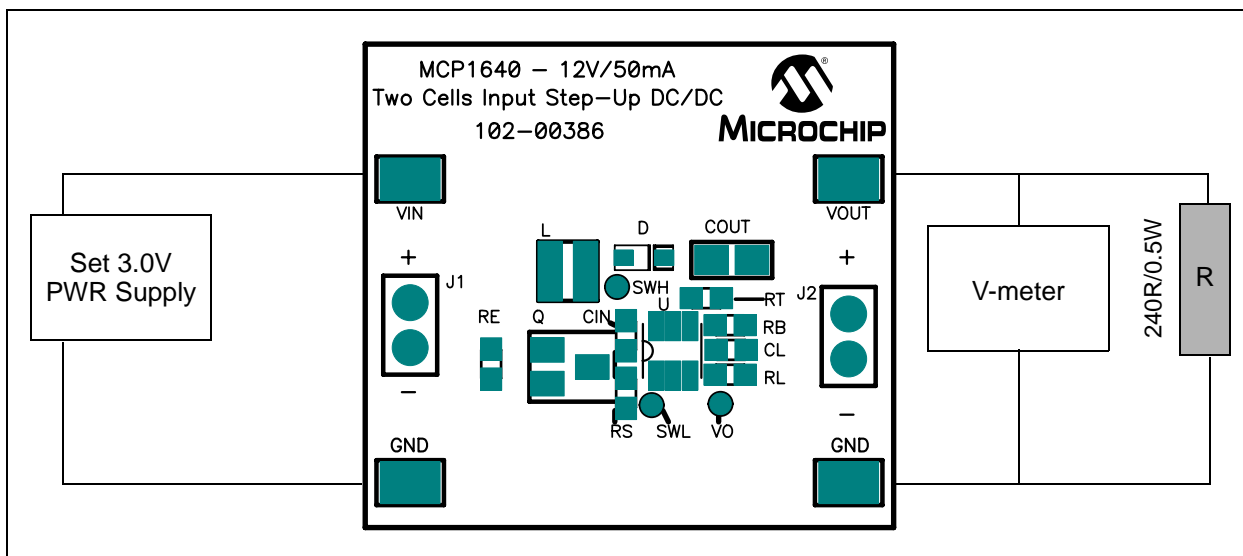 MCP1640 – 12V/50mA
Two Cells Input Step–Up DC/DC
102–00386
MICROCHIP
®
VIN
VOUT
Set 3.0V
PWR Supply
+
J1
–
GND
L
D
COUT
SWH
U
RT
RE
Q
CIN
RB
CL
RL
RS
SWL
VO
+
J2
–
GND
V-meter
240R/0.5W
R